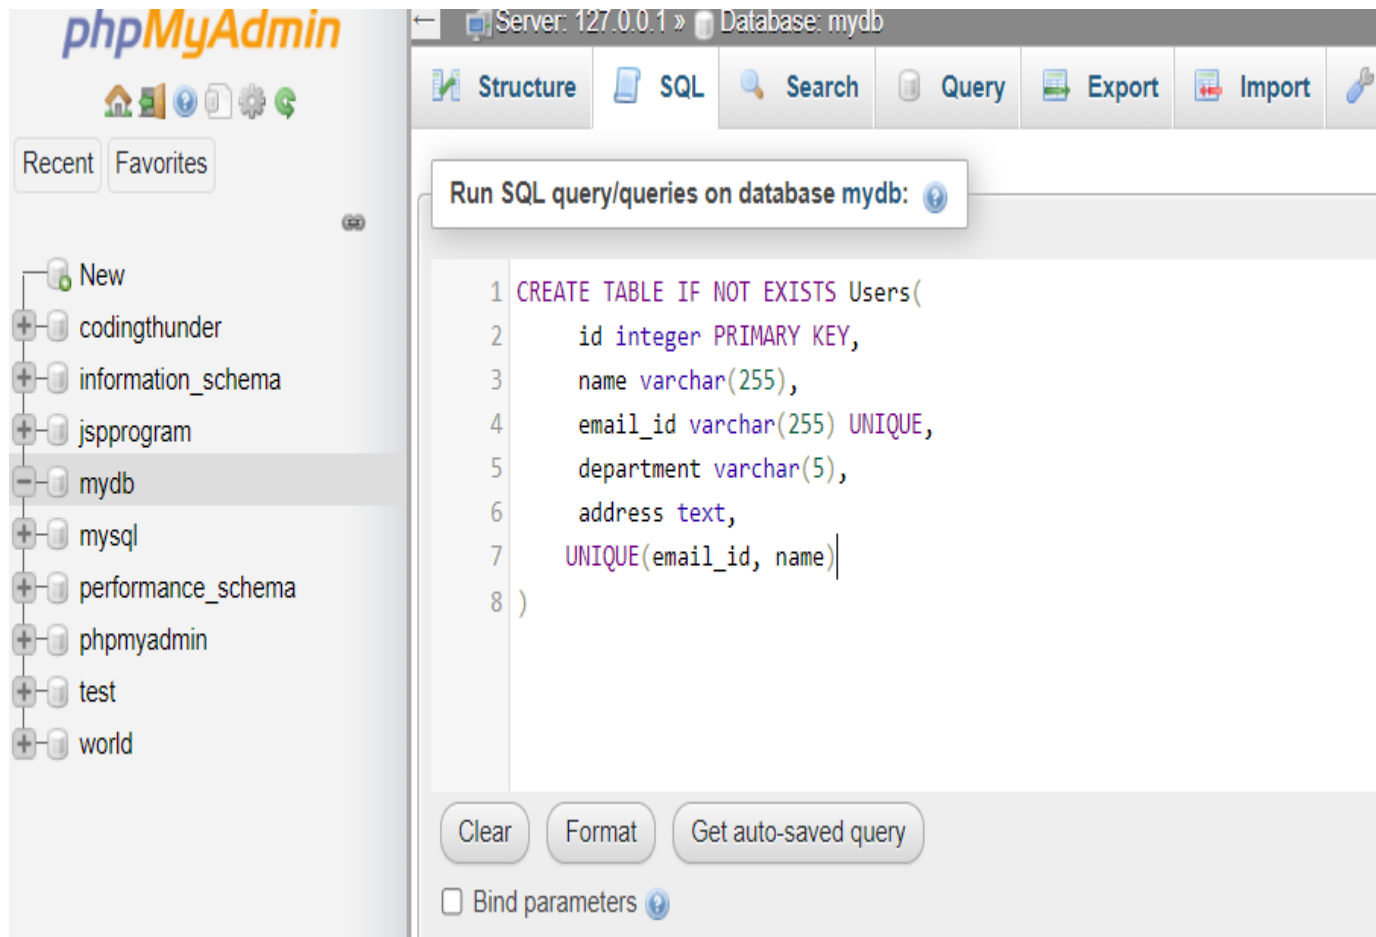 phpMyAdmin
Recent Favorites
New
codingthunder
information_schema
jspprogram
mydb
mysql
performance_schema
phpmyadmin
test
world
Server: 127.0.0.1 » Database: mydb
Structure SQL Search Query Export Import
Run SQL query/queries on database mydb:
1 CREATE TABLE IF NOT EXISTS Users(
2 id integer PRIMARY KEY,
3 name varchar(255),
4 email_id varchar(255) UNIQUE,
5 department varchar(5),
6 address text,
7 UNIQUE(email_id, name)
8 )
Clear Format Get auto-saved query
Bind parameters